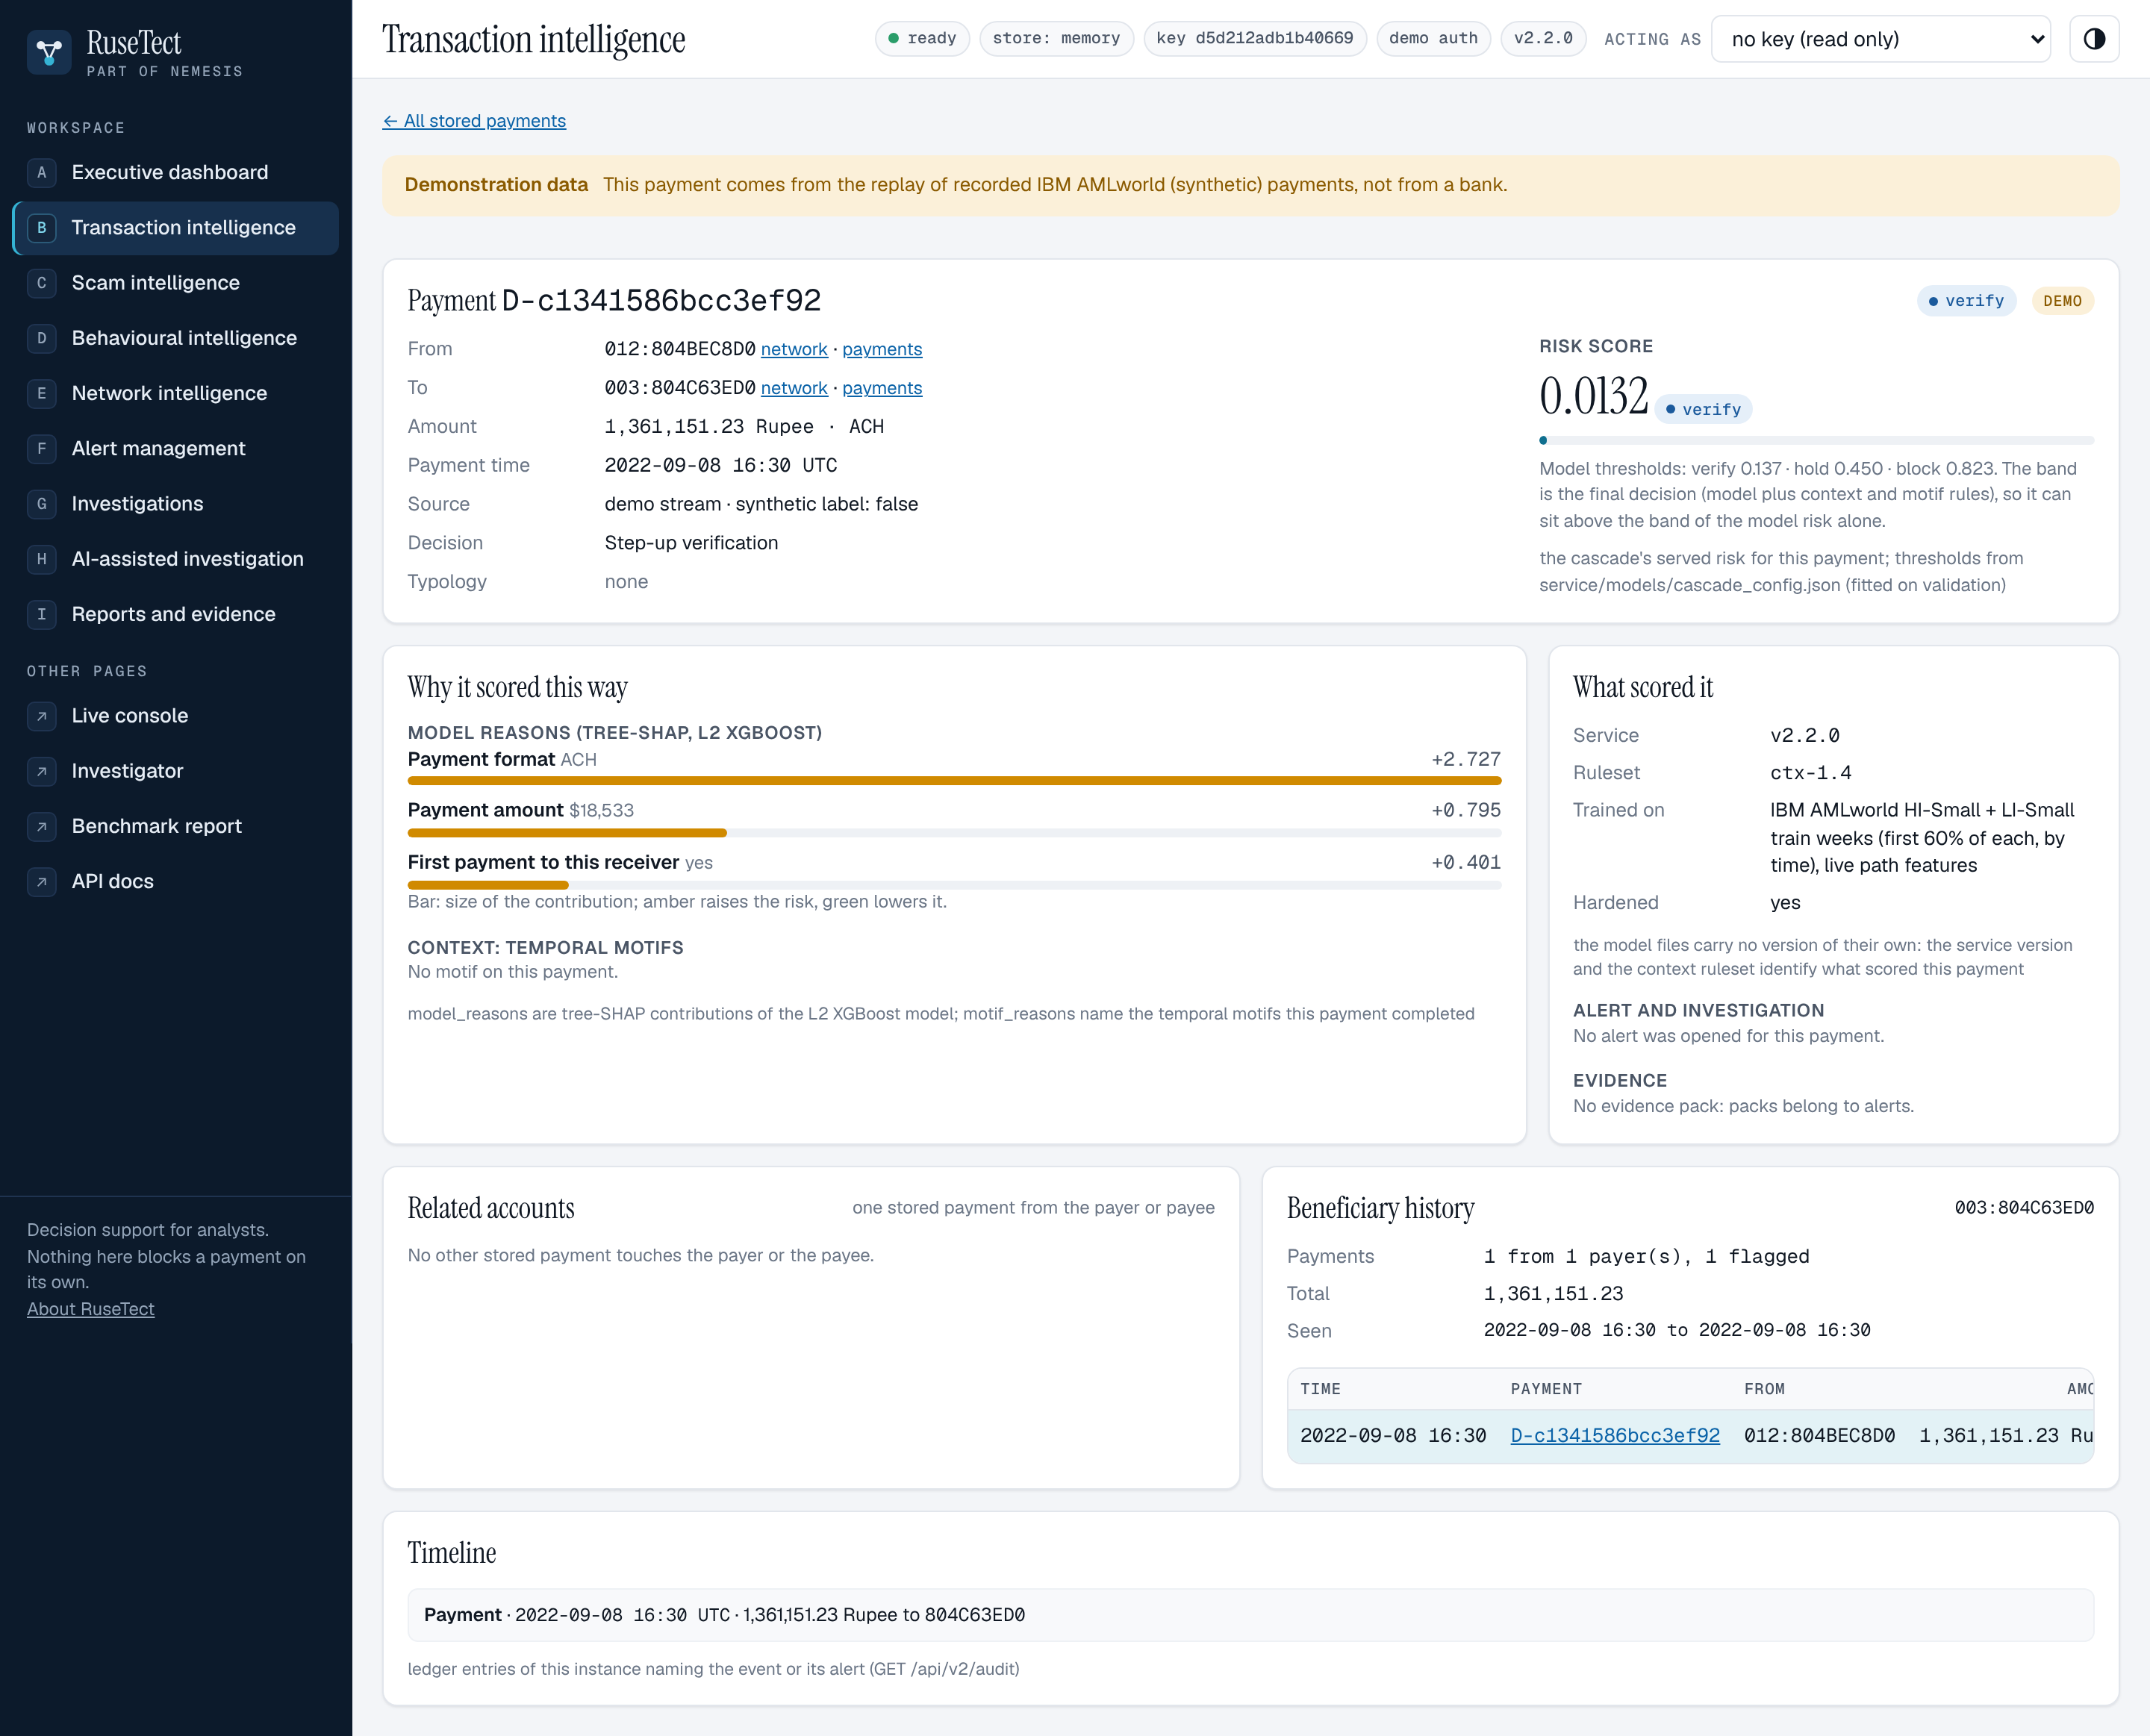 RuseTect
PART OF NEMESIS
WORKSPACE
A Executive dashboard
B Transaction intelligence
C Scam intelligence
D Behavioural intelligence
E Network intelligence
F Alert management
G Investigations
H AI-assisted investigation
I Reports and evidence
OTHER PAGES
↗ Live console
↗ Investigator
↗ Benchmark report
↗ API docs
Decision support for analysts.
Nothing here blocks a payment on
its own.
About RuseTect
Transaction intelligence
ready
store: memory
key d5d212adb1b40669
demo auth
v2.2.0
ACTING AS
no key (read only)
← All stored payments
Demonstration data This payment comes from the replay of recorded IBM AMLworld (synthetic) payments, not from a bank.
Payment D-c1341586bcc3ef92
verify
DEMO
From 012:804BEC8D0 network · payments
To 003:804C63ED0 network · payments
Amount 1,361,151.23 Rupee · ACH
Payment time 2022-09-08 16:30 UTC
Source demo stream · synthetic label: false
Decision Step-up verification
Typology none
RISK SCORE
0.0132 verify
Model thresholds: verify 0.137 · hold 0.450 · block 0.823. The band
is the final decision (model plus context and motif rules), so it can
sit above the band of the model risk alone.
the cascade's served risk for this payment; thresholds from
service/models/cascade_config.json (fitted on validation)
Why it scored this way
MODEL REASONS (TREE-SHAP, L2 XGBOOST)
Payment format ACH +2.727
Payment amount $18,533 +0.795
First payment to this receiver yes +0.401
Bar: size of the contribution; amber raises the risk, green lowers it.
CONTEXT: TEMPORAL MOTIFS
No motif on this payment.
model_reasons are tree-SHAP contributions of the L2 XGBoost model; motif_reasons name the temporal motifs this payment completed
What scored it
Service v2.2.0
Ruleset ctx-1.4
Trained on IBM AMLworld HI-Small + LI-Small
train weeks (first 60% of each, by
time), live path features
Hardened yes
the model files carry no version of their own: the service version
and the context ruleset identify what scored this payment
ALERT AND INVESTIGATION
No alert was opened for this payment.
EVIDENCE
No evidence pack: packs belong to alerts.
Related accounts
one stored payment from the payer or payee
No other stored payment touches the payer or the payee.
Beneficiary history
003:804C63ED0
Payments 1 from 1 payer(s), 1 flagged
Total 1,361,151.23
Seen 2022-09-08 16:30 to 2022-09-08 16:30
TIME PAYMENT FROM AMO
2022-09-08 16:30 D-c1341586bcc3ef92 012:804BEC8D0 1,361,151.23 Ru
Timeline
Payment · 2022-09-08 16:30 UTC · 1,361,151.23 Rupee to 804C63ED0
ledger entries of this instance naming the event or its alert (GET /api/v2/audit)